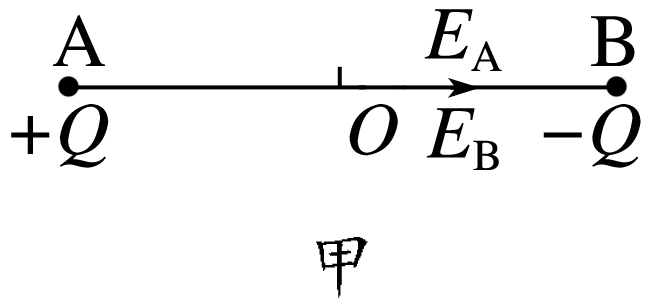 A E_A B
+Q O E_B −Q
甲